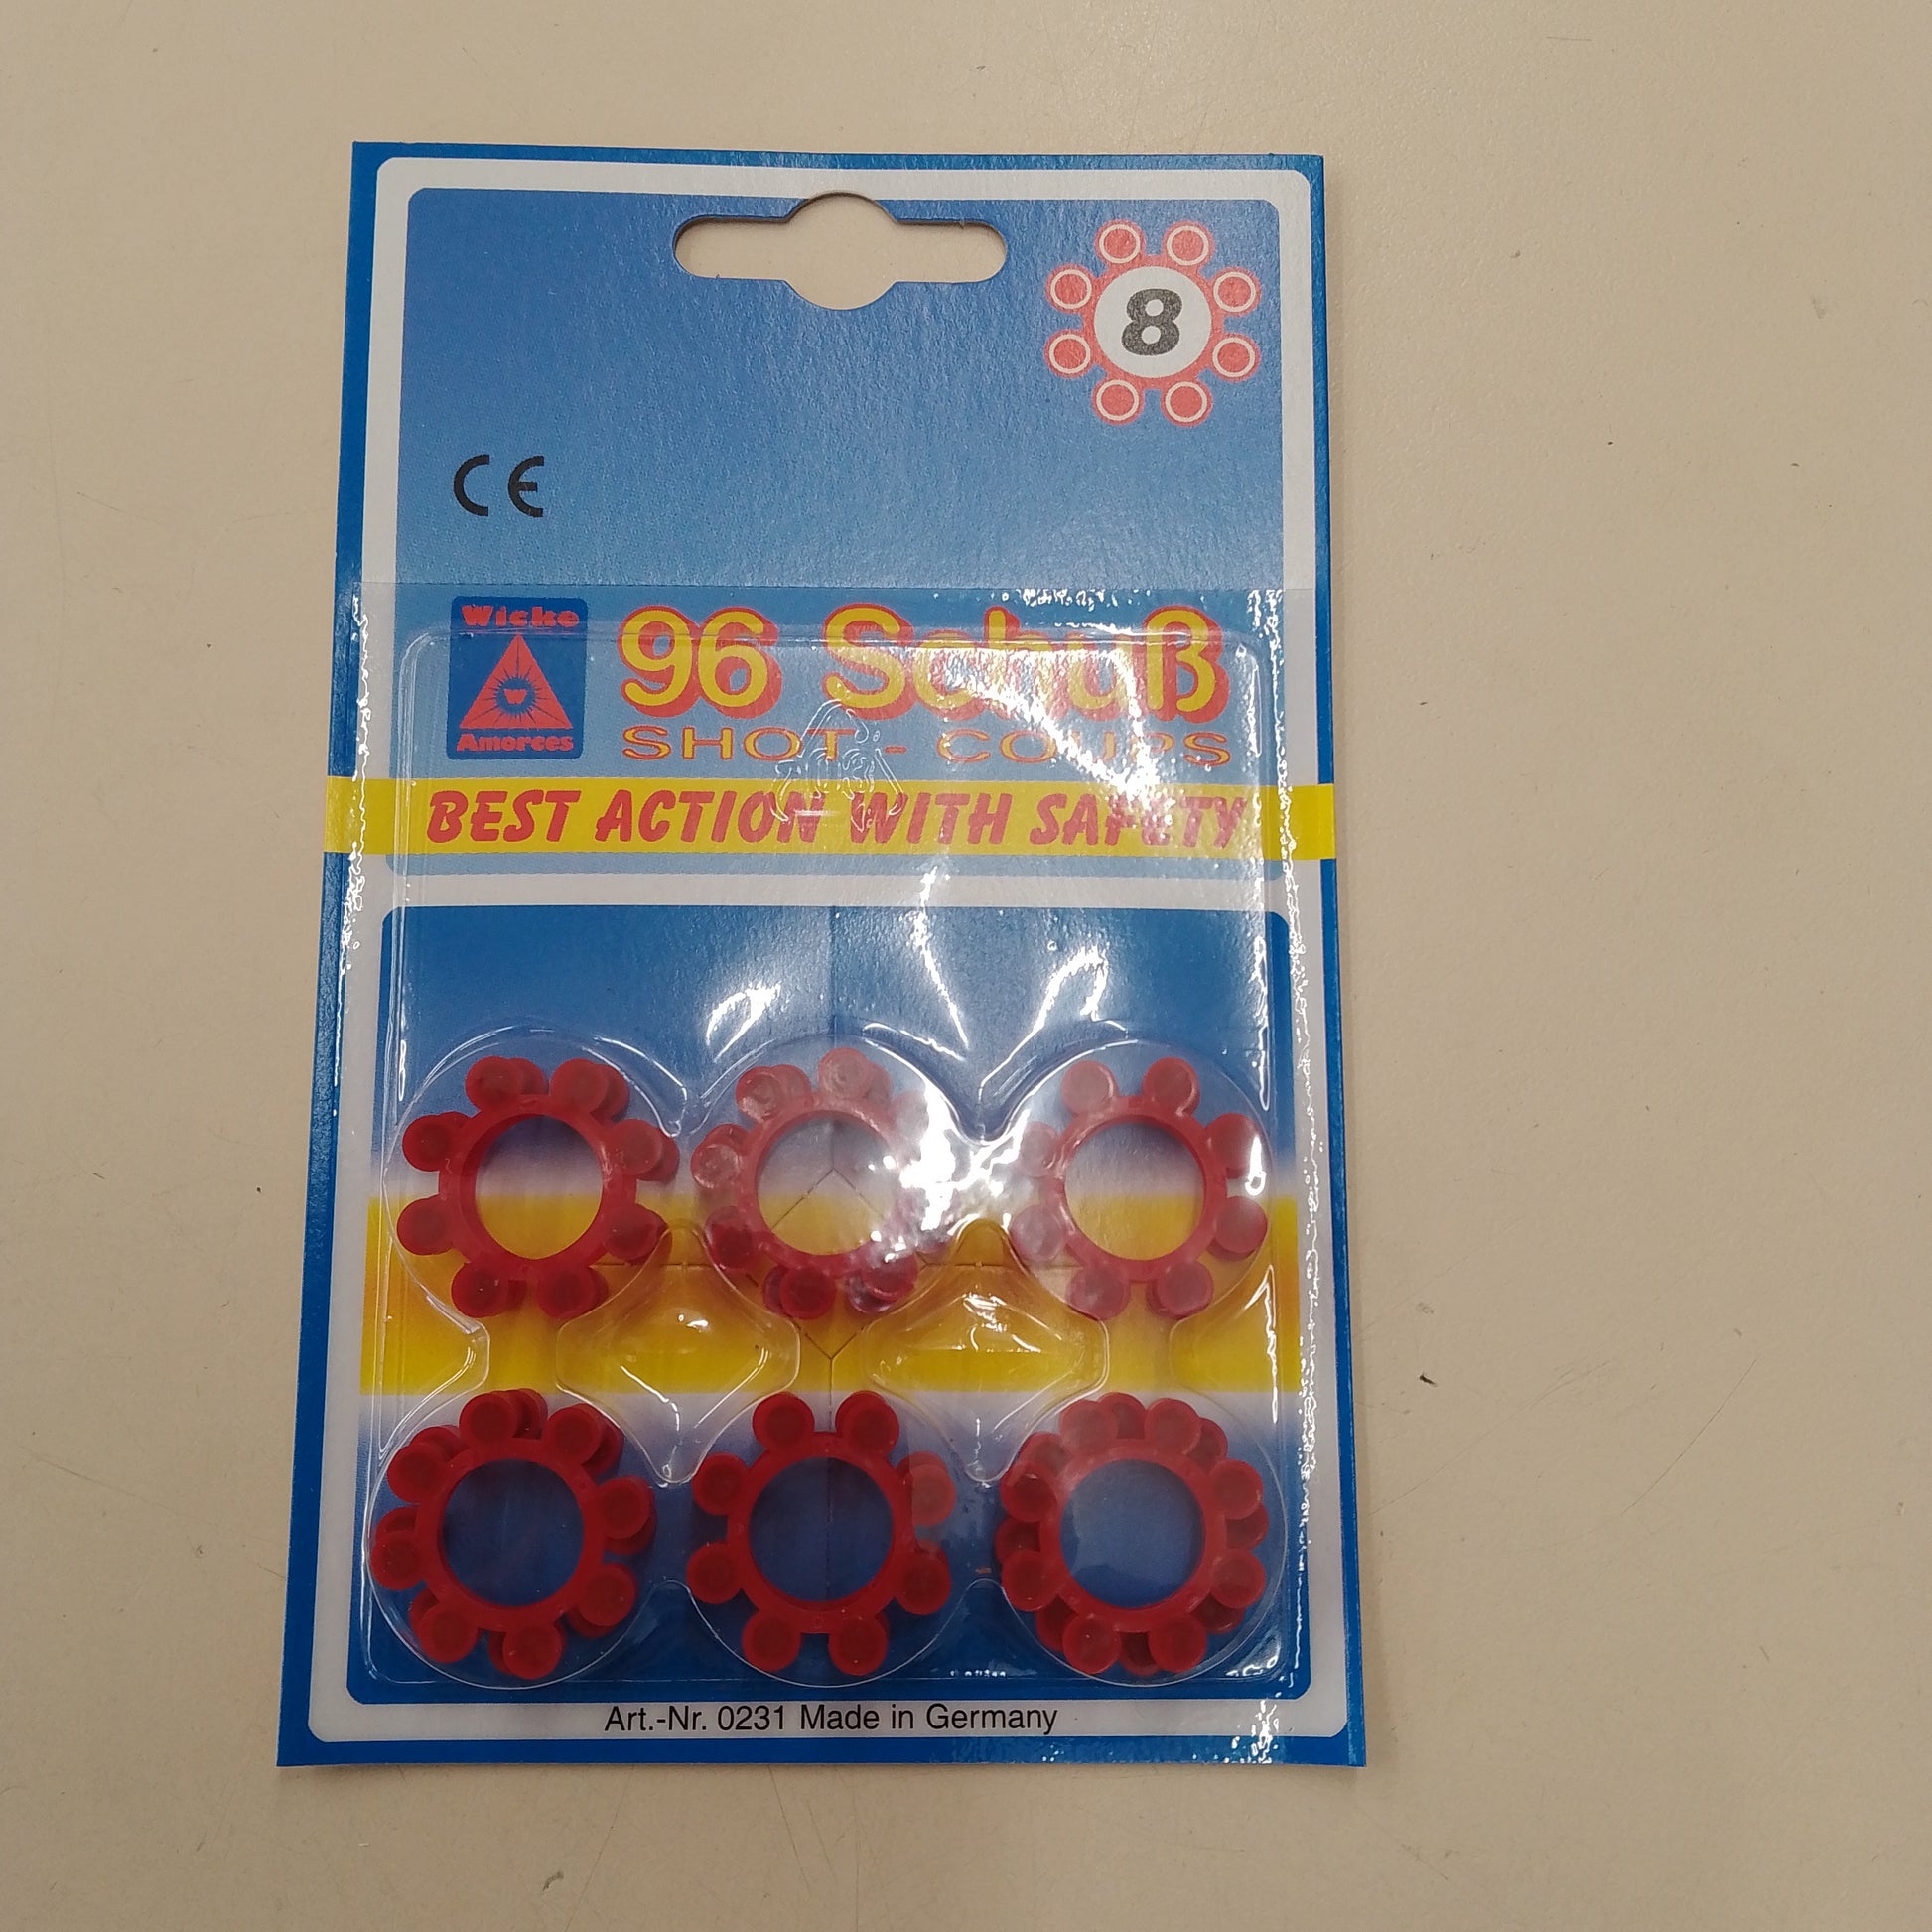 8
CE
Wicke
Amorces
96 Schuß
SHOT - COUPS
BEST ACTION WITH SAFETY
Art.-Nr. 0231 Made in Germany